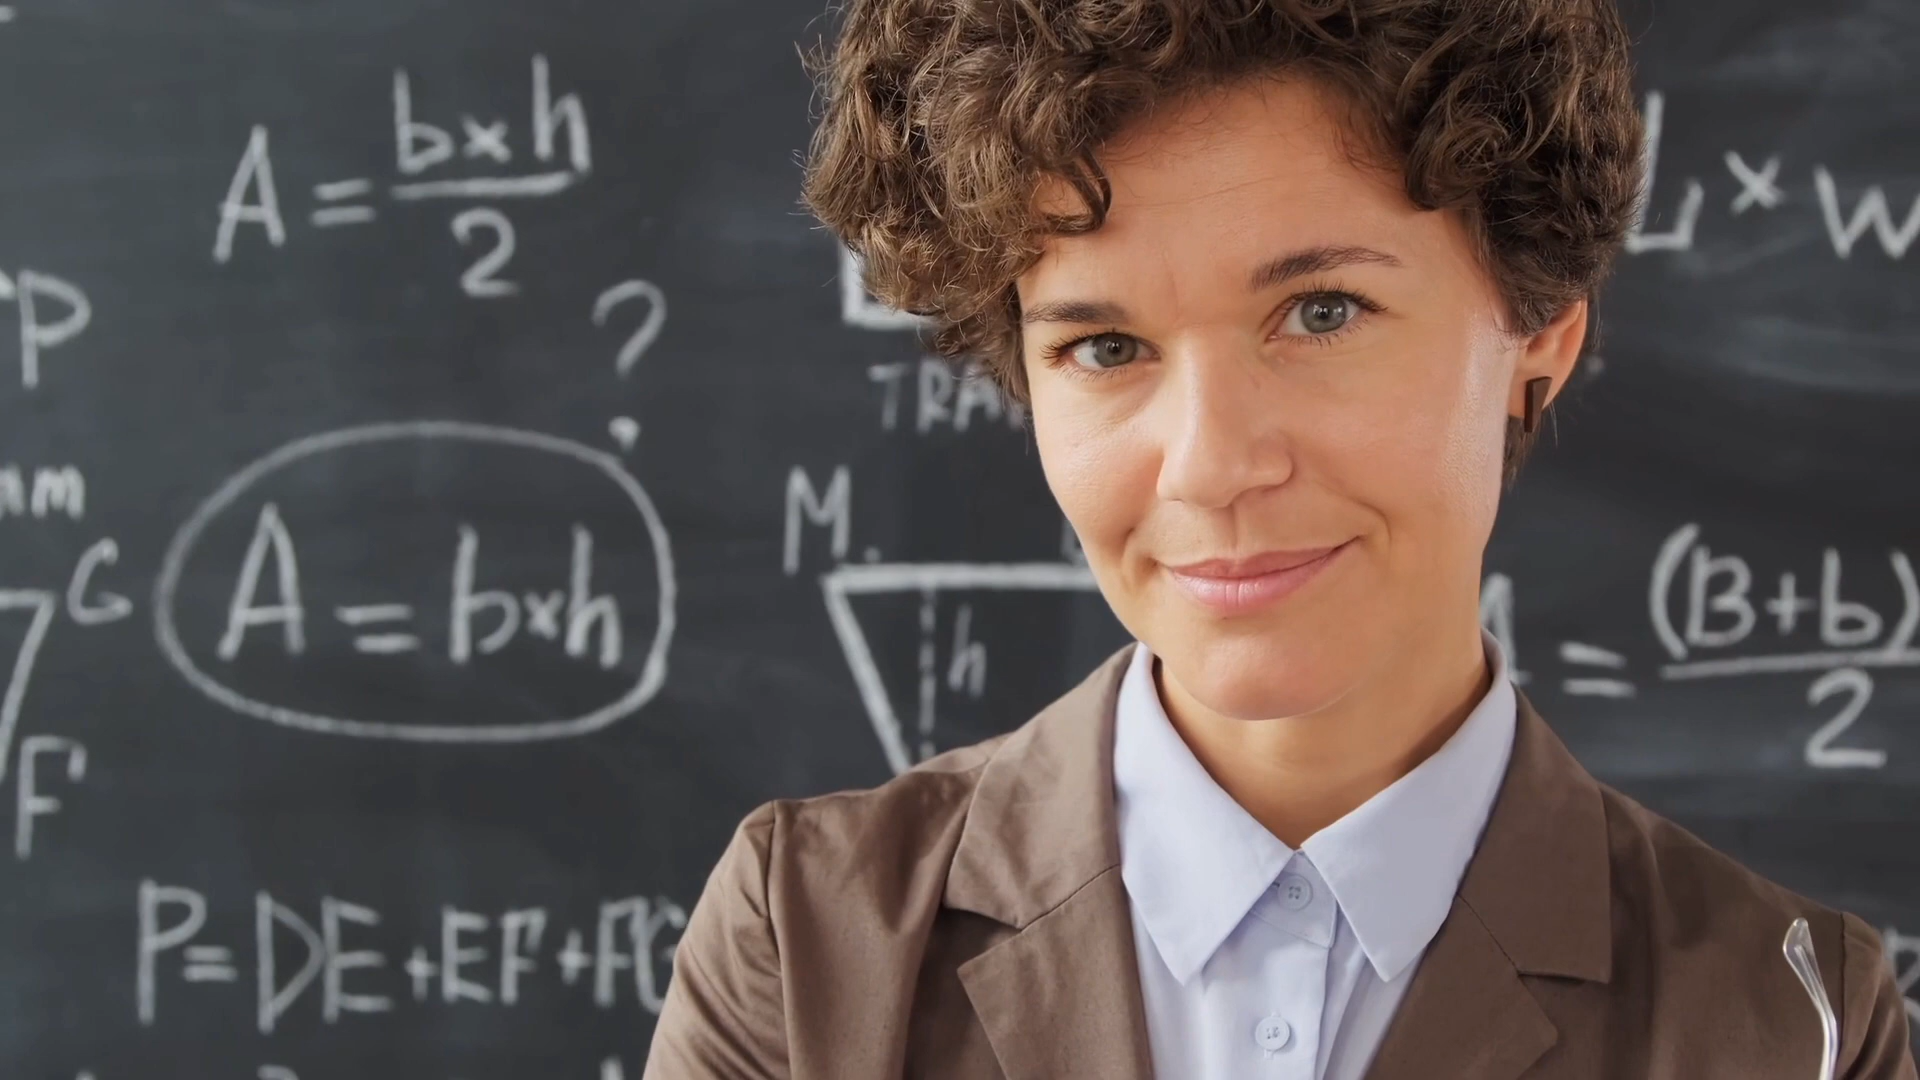 A = b×h
2
L × W
P
?
TRA
A = b×h
M
G
h
= (B+b)
2
F
P = DE + EF + FG